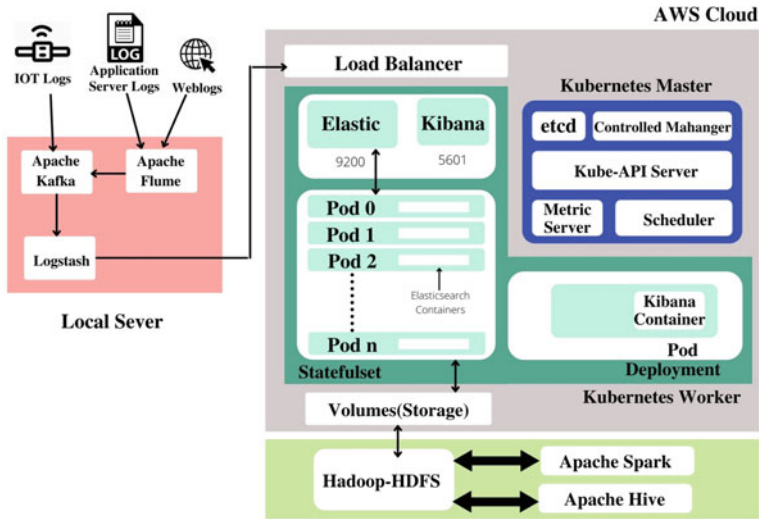 AWS Cloud
LOG
IOT Logs
Application
Server Logs
Weblogs
Load Balancer
Kubernetes Master
Elastic
Kibana
9200
5601
etcd
Controlled Mahanger
Kube-API Server
Metric
Server
Scheduler
Apache
Kafka
Apache
Flume
Logstash
Local Sever
Pod 0
Pod 1
Pod 2
Elasticsearch
Containers
Pod n
Statefulset
Kibana
Container
Pod
Deployment
Kubernetes Worker
Volumes(Storage)
Hadoop-HDFS
Apache Spark
Apache Hive